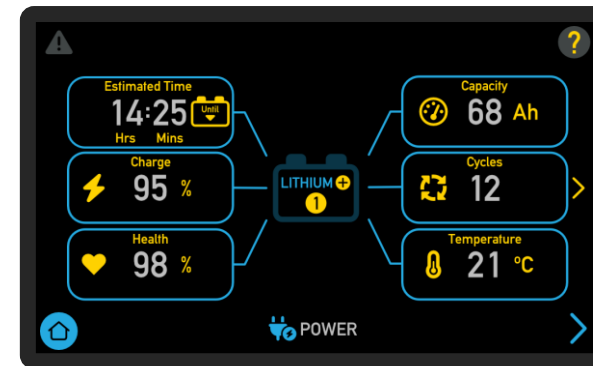 ?
Estimated Time
14:25 Until
Hrs Mins
Capacity
68 Ah
Charge
95 %
LITHIUM
1
Cycles
12
Health
98 %
Temperature
21 °C
POWER